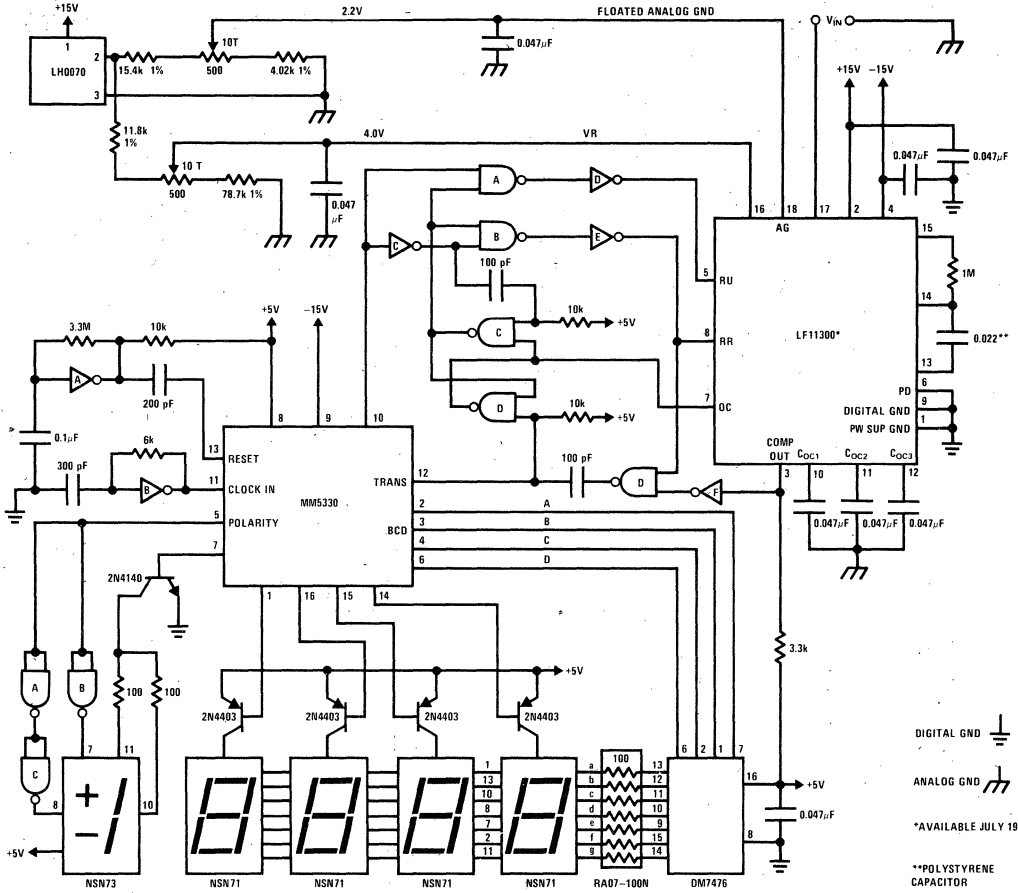 +15V
2.2V
FLOATED ANALOG GND
VIN
1
LH0070
2
3
15.4k 1%
10T
500
4.02k 1%
0.047µF
+15V
-15V
11.8k
1%
4.0V
VR
10 T
500
78.7k 1%
0.047
µF
0.047µF
0.047µF
A
D
B
E
C
100 pF
10k
+5V
C
D
10k
+5V
100 pF
D
F
16
18
17
2
4
AG
5
RU
8
RR
7
OC
LF11300*
15
1M
14
0.022**
13
PD
6
DIGITAL GND
9
PW SUP GND
1
COMP
OUT
COC1
COC2
COC3
3
10
11
12
0.047µF
0.047µF
0.047µF
3.3M
10k
+5V
-15V
A
200 pF
0.1µF
6k
300 pF
B
8
9
10
13
RESET
11
CLOCK IN
5
POLARITY
7
MM5330
TRANS
12
BCD
2
A
3
B
4
C
6
D
1
16
15
14
2N4140
A
B
C
100
100
7
11
8
10
+5V
NSN73
+5V
2N4403
2N4403
2N4403
2N4403
1
13
10
8
7
2
11
a
b
c
d
e
f
g
100
13
12
11
10
9
15
14
6
2
1
7
16
8
3.3k
+5V
0.047µF
NSN71
NSN71
NSN71
NSN71
RA07-100N
DM7476
DIGITAL GND
ANALOG GND
*AVAILABLE JULY 19
**POLYSTYRENE
CAPACITOR